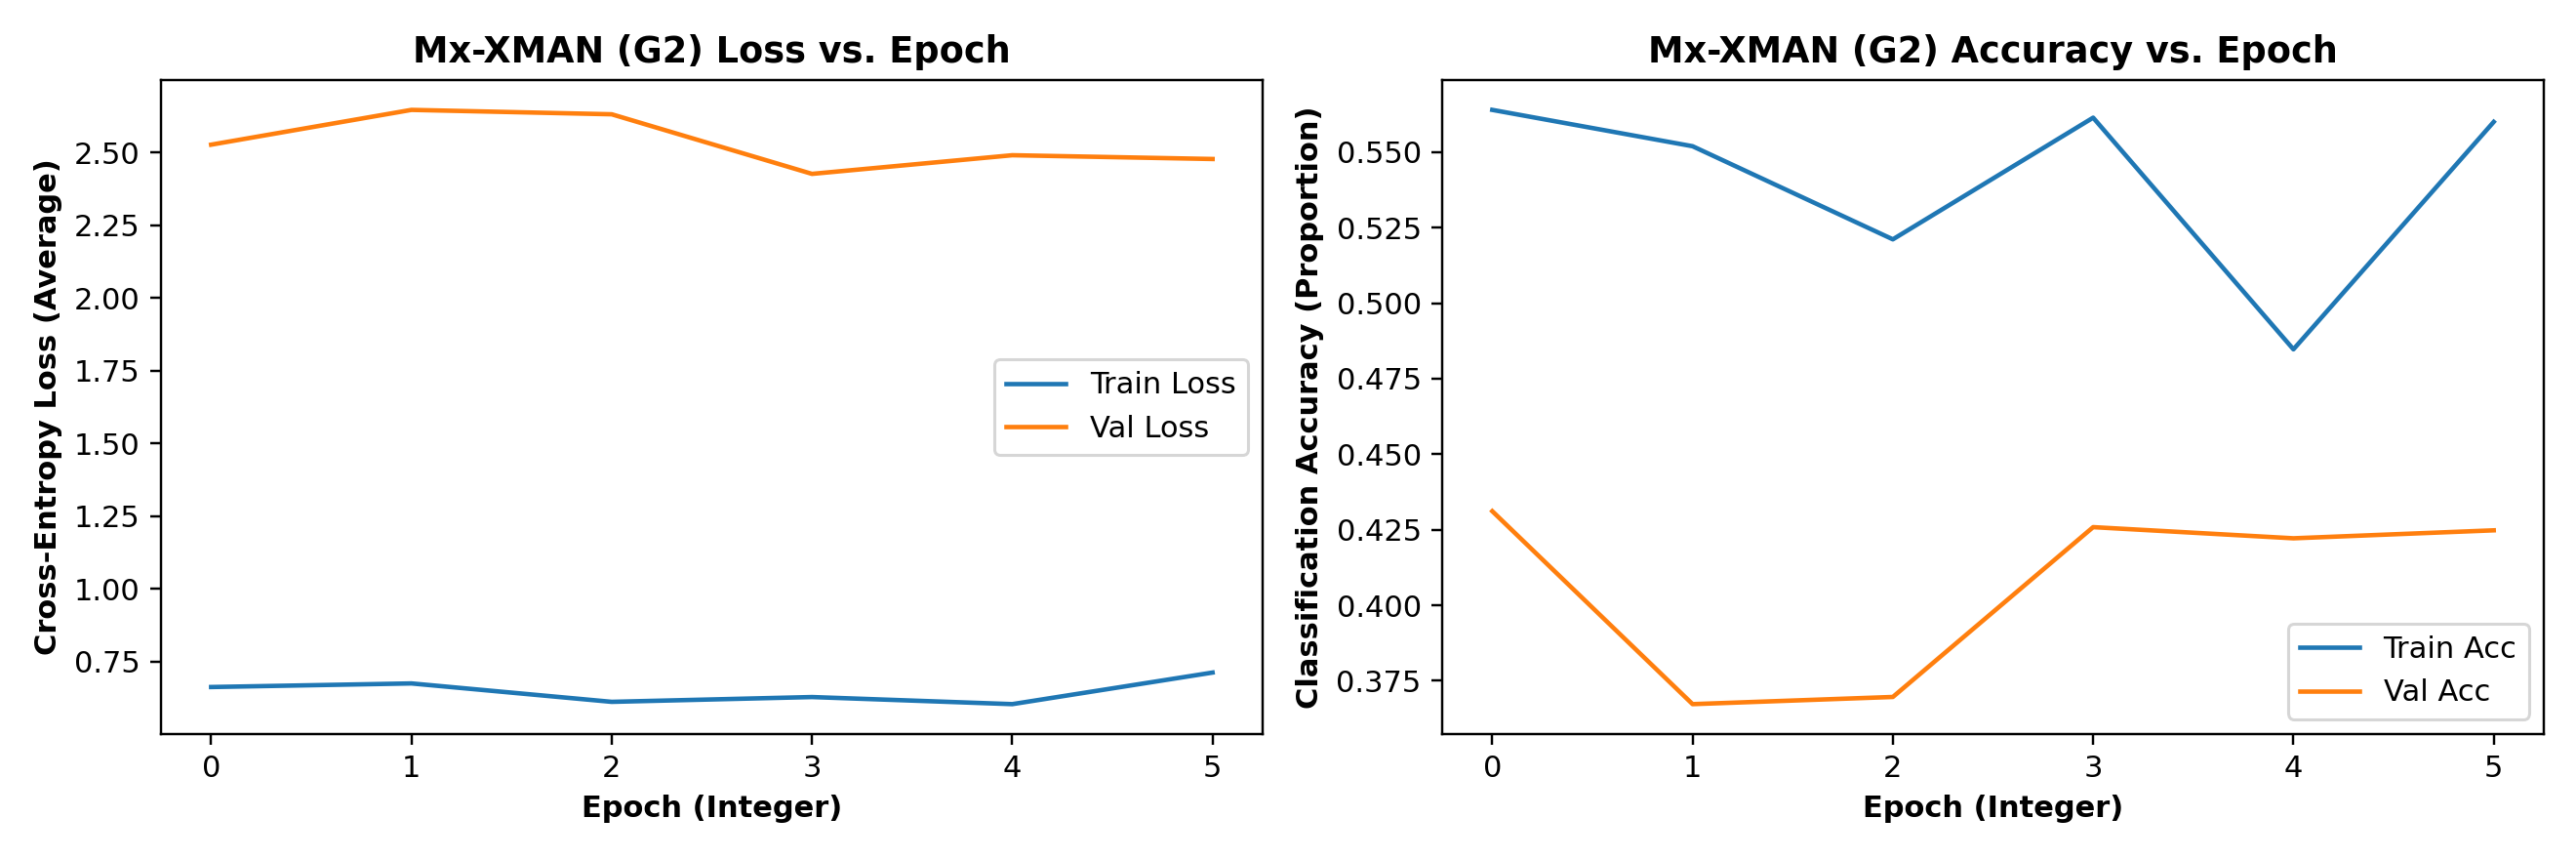 Mx-XMAN (G2) Loss vs. Epoch
Cross-Entropy Loss (Average)
2.50
2.25
2.00
1.75
1.50
1.25
1.00
0.75
Train Loss
Val Loss
0 1 2 3 4 5
Epoch (Integer)
Mx-XMAN (G2) Accuracy vs. Epoch
Classification Accuracy (Proportion)
0.550
0.525
0.500
0.475
0.450
0.425
0.400
0.375
Train Acc
Val Acc
0 1 2 3 4 5
Epoch (Integer)